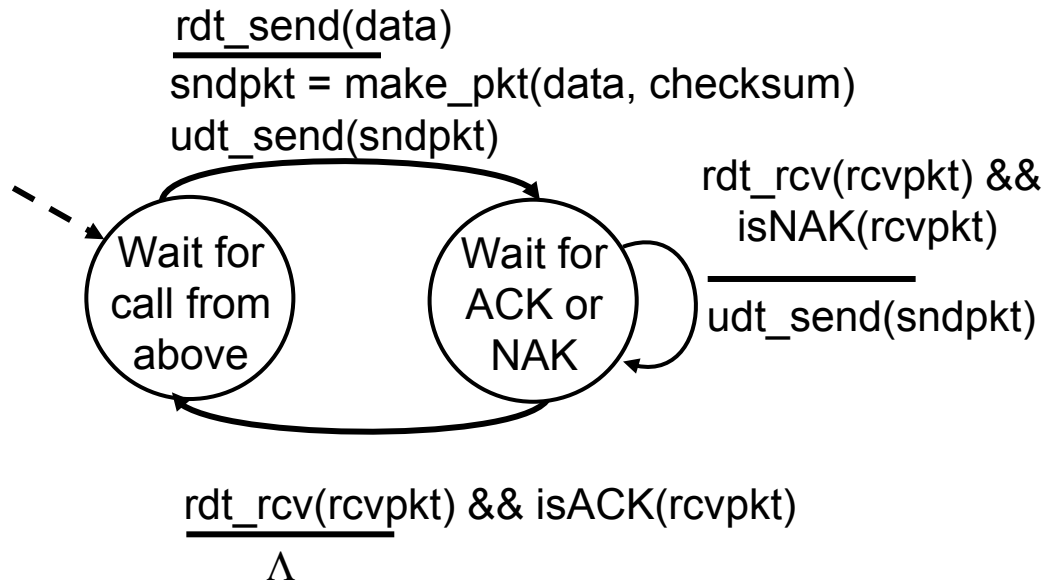 rdt_send(data)
sndpkt = make_pkt(data, checksum)
udt_send(sndpkt)
Wait for
call from
above
Wait for
ACK or
NAK
rdt_rcv(rcvpkt) &&
isNAK(rcvpkt)
udt_send(sndpkt)
rdt_rcv(rcvpkt) && isACK(rcvpkt)
Λ